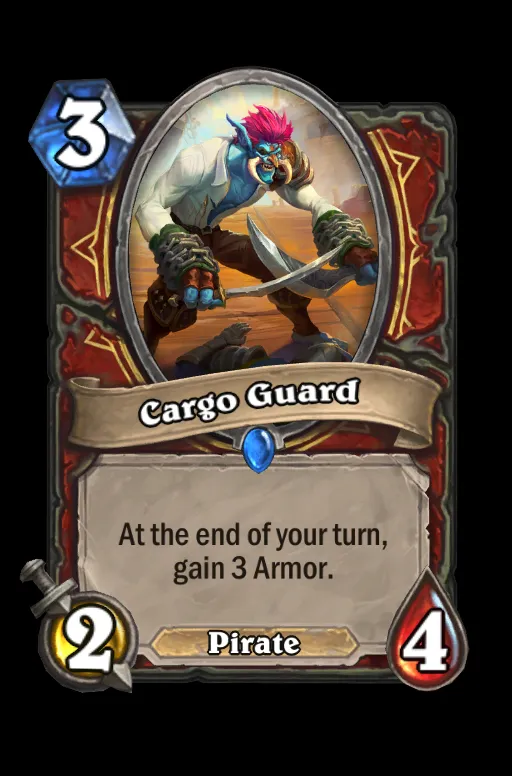 3
Cargo Guard
At the end of your turn,
gain 3 Armor.
2
Pirate
4